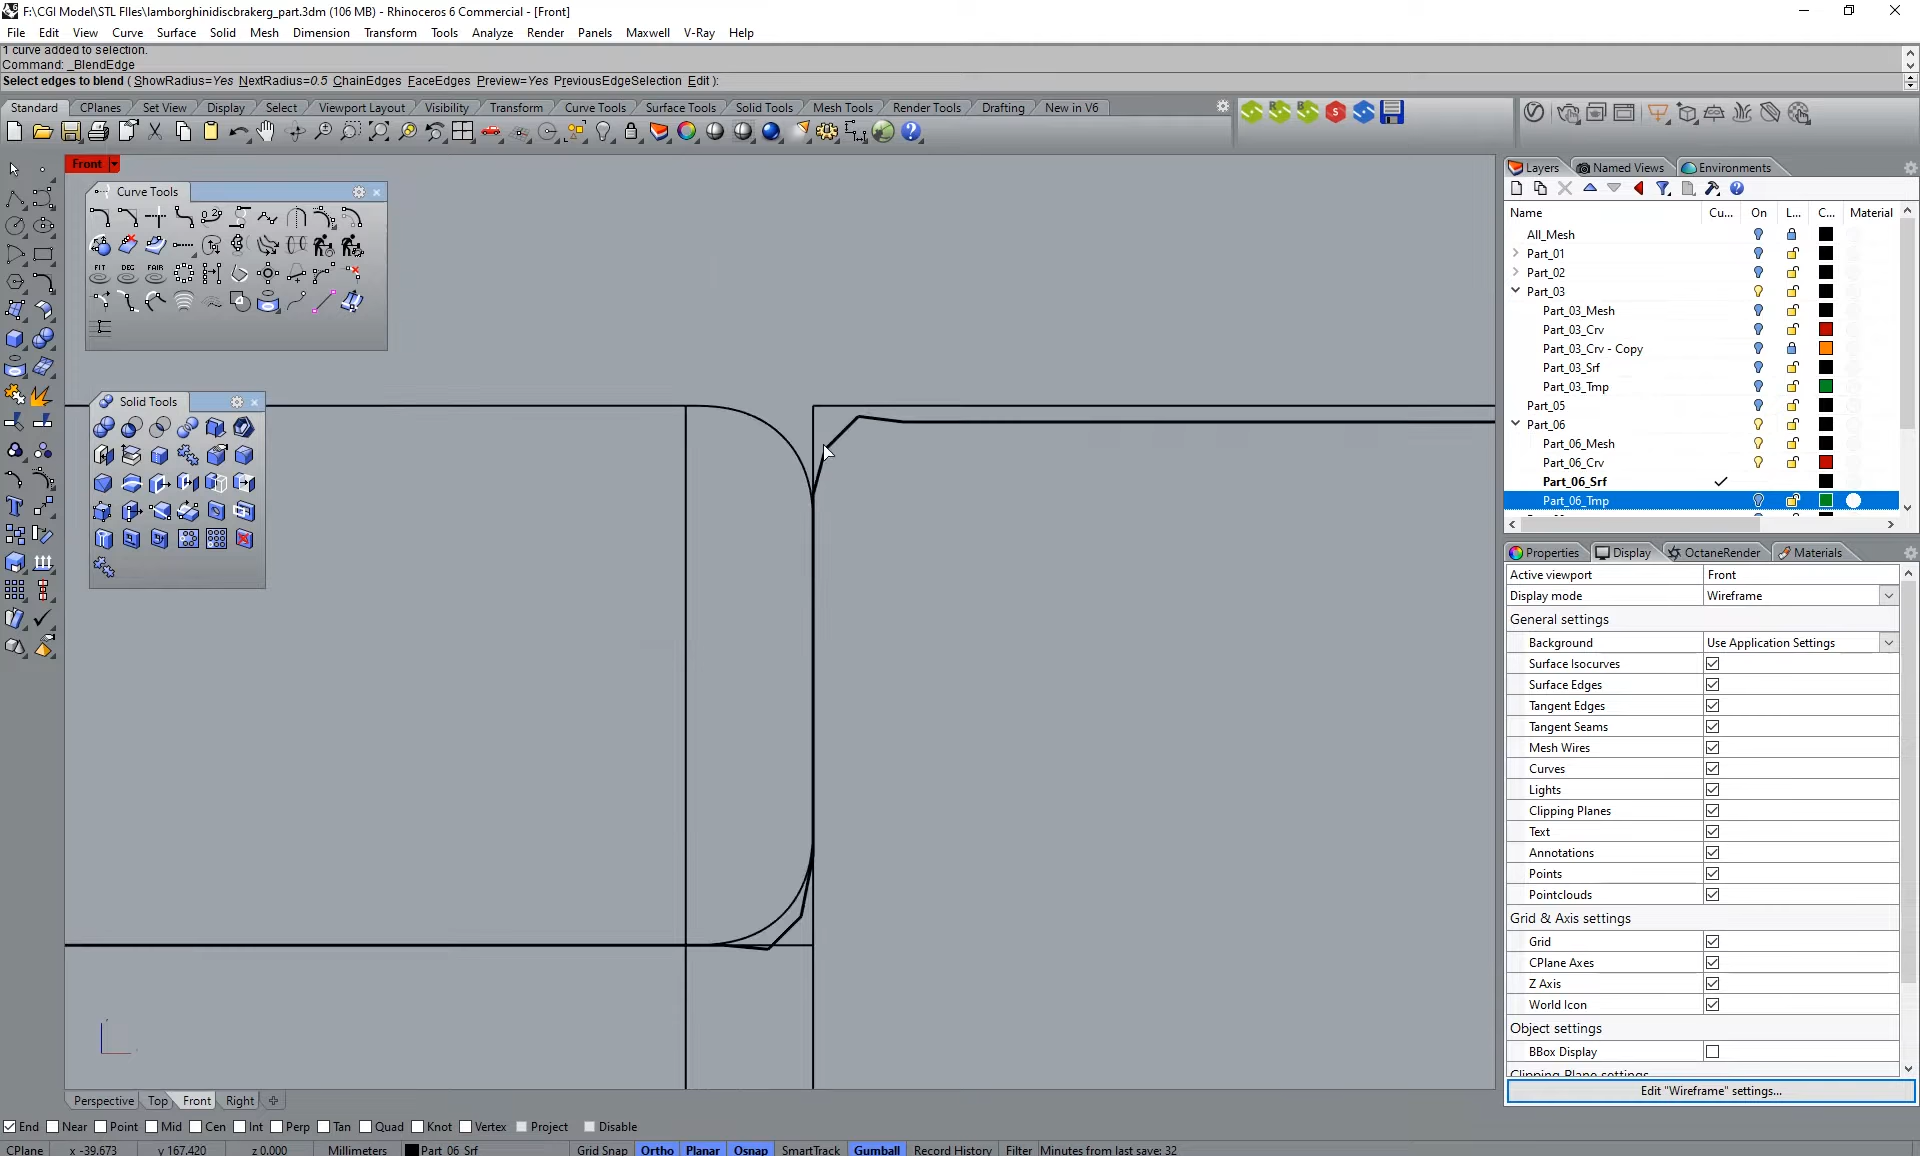 F:\CGI Model\STL FIles\lamborghinidiscbrakerg_part.3dm (106 MB) - Rhinoceros 6 Commercial - [Front]
File Edit View Curve Surface Solid Mesh Dimension Transform Tools Analyze Render Panels Maxwell V-Ray Help
1 curve added to selection.
Command: _BlendEdge
Select edges to blend ( ShowRadius=Yes NextRadius=0.5 ChainEdges FaceEdges Preview=Yes PreviousEdgeSelection Edit ):
Standard CPlanes Set View Display Select Viewport Layout Visibility Transform Curve Tools Surface Tools Solid Tools Mesh Tools Render Tools Drafting New in V6
Front
Curve Tools
FIT DEG FAIR
Solid Tools
Layers Named Views Environments
Name Cu... On L... C... Material
All_Mesh
Part_01
Part_02
Part_03
Part_03_Mesh
Part_03_Crv
Part_03_Crv - Copy
Part_03_Srf
Part_03_Tmp
Part_05
Part_06
Part_06_Mesh
Part_06_Crv
Part_06_Srf
Part_06_Tmp
Properties Display OctaneRender Materials
Active viewport Front
Display mode Wireframe
General settings
Background Use Application Settings
Surface Isocurves
Surface Edges
Tangent Edges
Tangent Seams
Mesh Wires
Curves
Lights
Clipping Planes
Text
Annotations
Points
Pointclouds
Grid & Axis settings
Grid
CPlane Axes
Z Axis
World Icon
Object settings
BBox Display
Clipping Plane settings
Edit "Wireframe" settings...
Perspective Top Front Right
End Near Point Mid Cen Int Perp Tan Quad Knot Vertex Project Disable
CPlane x -39.673 y 167.420 z 0.000 Millimeters Part_06_Srf Grid Snap Ortho Planar Osnap SmartTrack Gumball Record History Filter Minutes from last save: 32